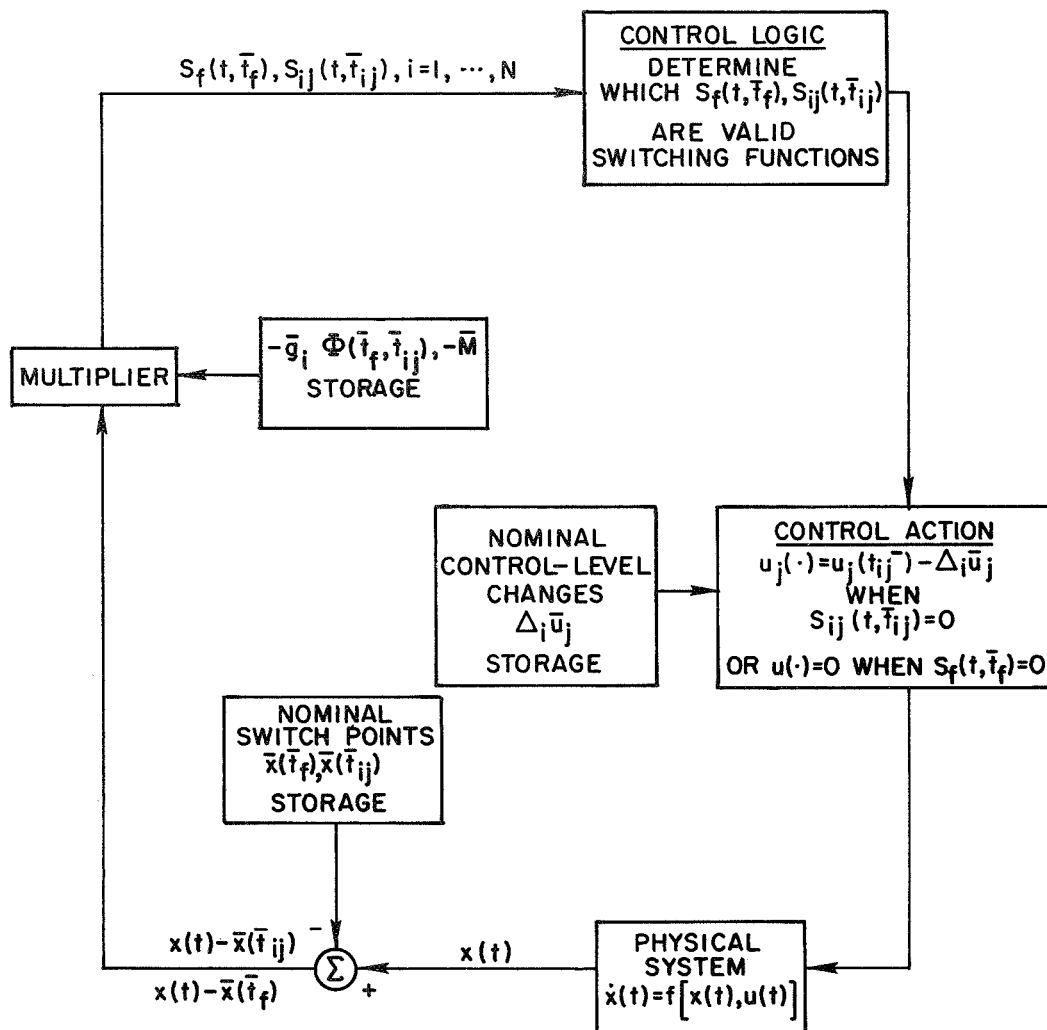 S_f(t, t̄_f), S_ij(t, t̄_ij), i=1, ⋯, N
CONTROL LOGIC
DETERMINE
WHICH S_f(t, t̄_f), S_ij(t, t̄_ij)
ARE VALID
SWITCHING FUNCTIONS
MULTIPLIER
-ḡ_i Φ(t̄_f, t̄_ij), -M̄
STORAGE
NOMINAL
CONTROL-LEVEL
CHANGES
Δ_i ū_j
STORAGE
CONTROL ACTION
u_j(·)=u_j(t_ij⁻)-Δ_i ū_j
WHEN
S_ij(t, t̄_ij)=0
OR u(·)=0 WHEN S_f(t, t̄_f)=0
NOMINAL
SWITCH POINTS
x̄(t̄_f), x̄(t̄_ij)
STORAGE
x(t)-x̄(t̄_ij)
x(t)-x̄(t̄_f)
-
Σ
+
x(t)
PHYSICAL
SYSTEM
ẋ(t)=f[x(t),u(t)]